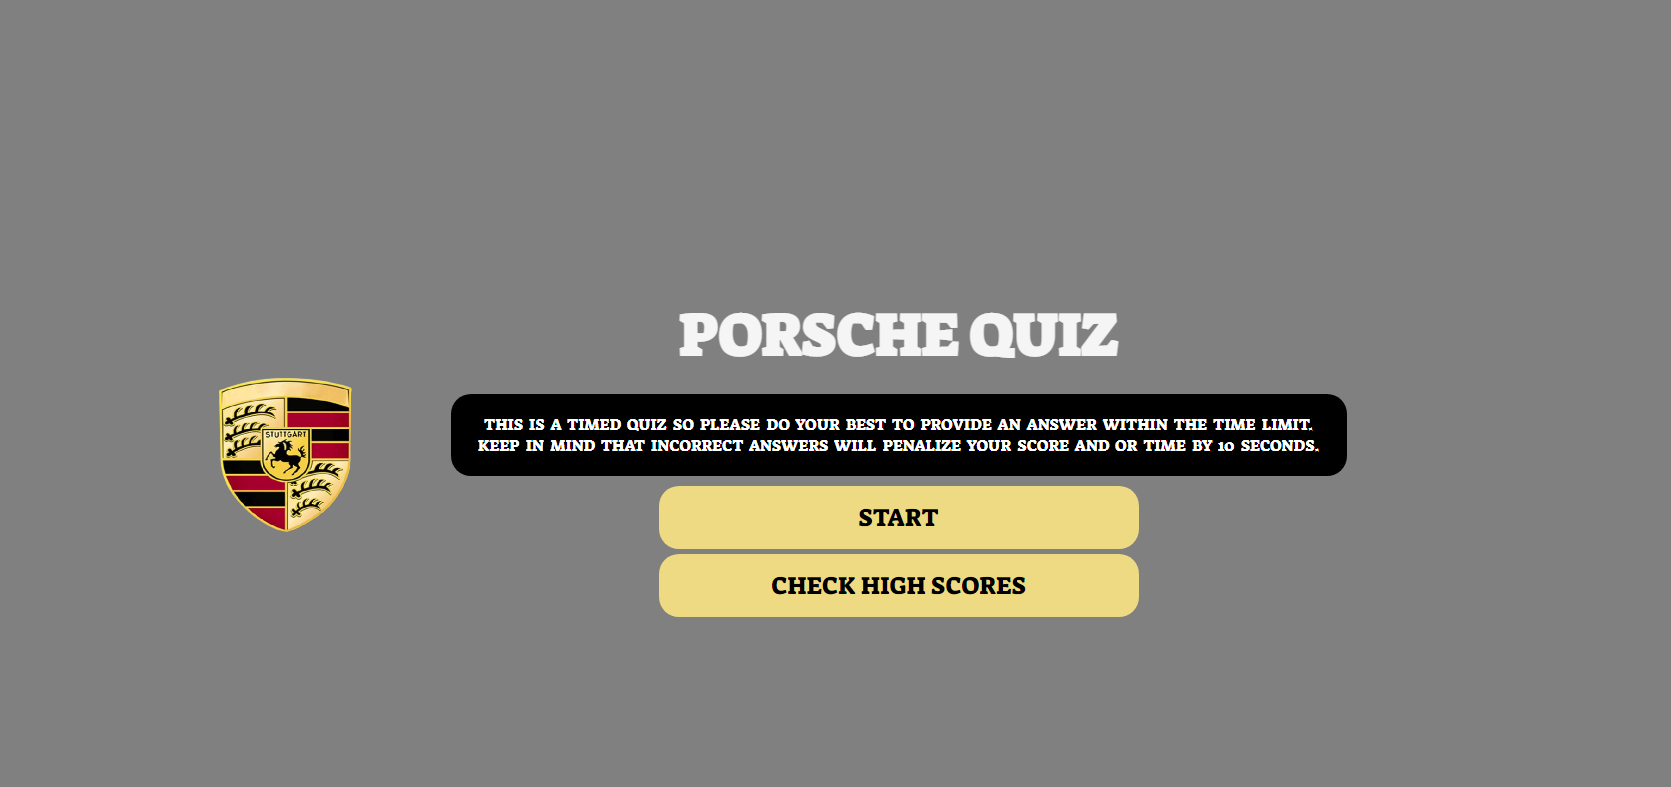 PORSCHE QUIZ
STUTTGART
THIS IS A TIMED QUIZ SO PLEASE DO YOUR BEST TO PROVIDE AN ANSWER WITHIN THE TIME LIMIT.
KEEP IN MIND THAT INCORRECT ANSWERS WILL PENALIZE YOUR SCORE AND OR TIME BY 10 SECONDS.
START
CHECK HIGH SCORES